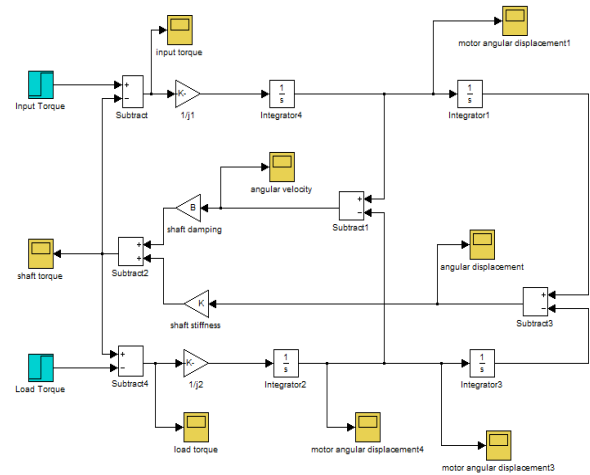 motor angular displacement1
input torque
+
−
K-
1
s
1
s
Input Torque
Subtract
1/j1
Integrator4
Integrator1
angular velocity
B
+
−
shaft damping
Subtract1
+
+
shaft torque
Subtract2
angular displacement
K
+
−
shaft stiffness
Subtract3
+
−
K-
1
s
1
s
Load Torque
Subtract4
1/j2
Integrator2
Integrator3
load torque
motor angular displacement4
motor angular displacement3